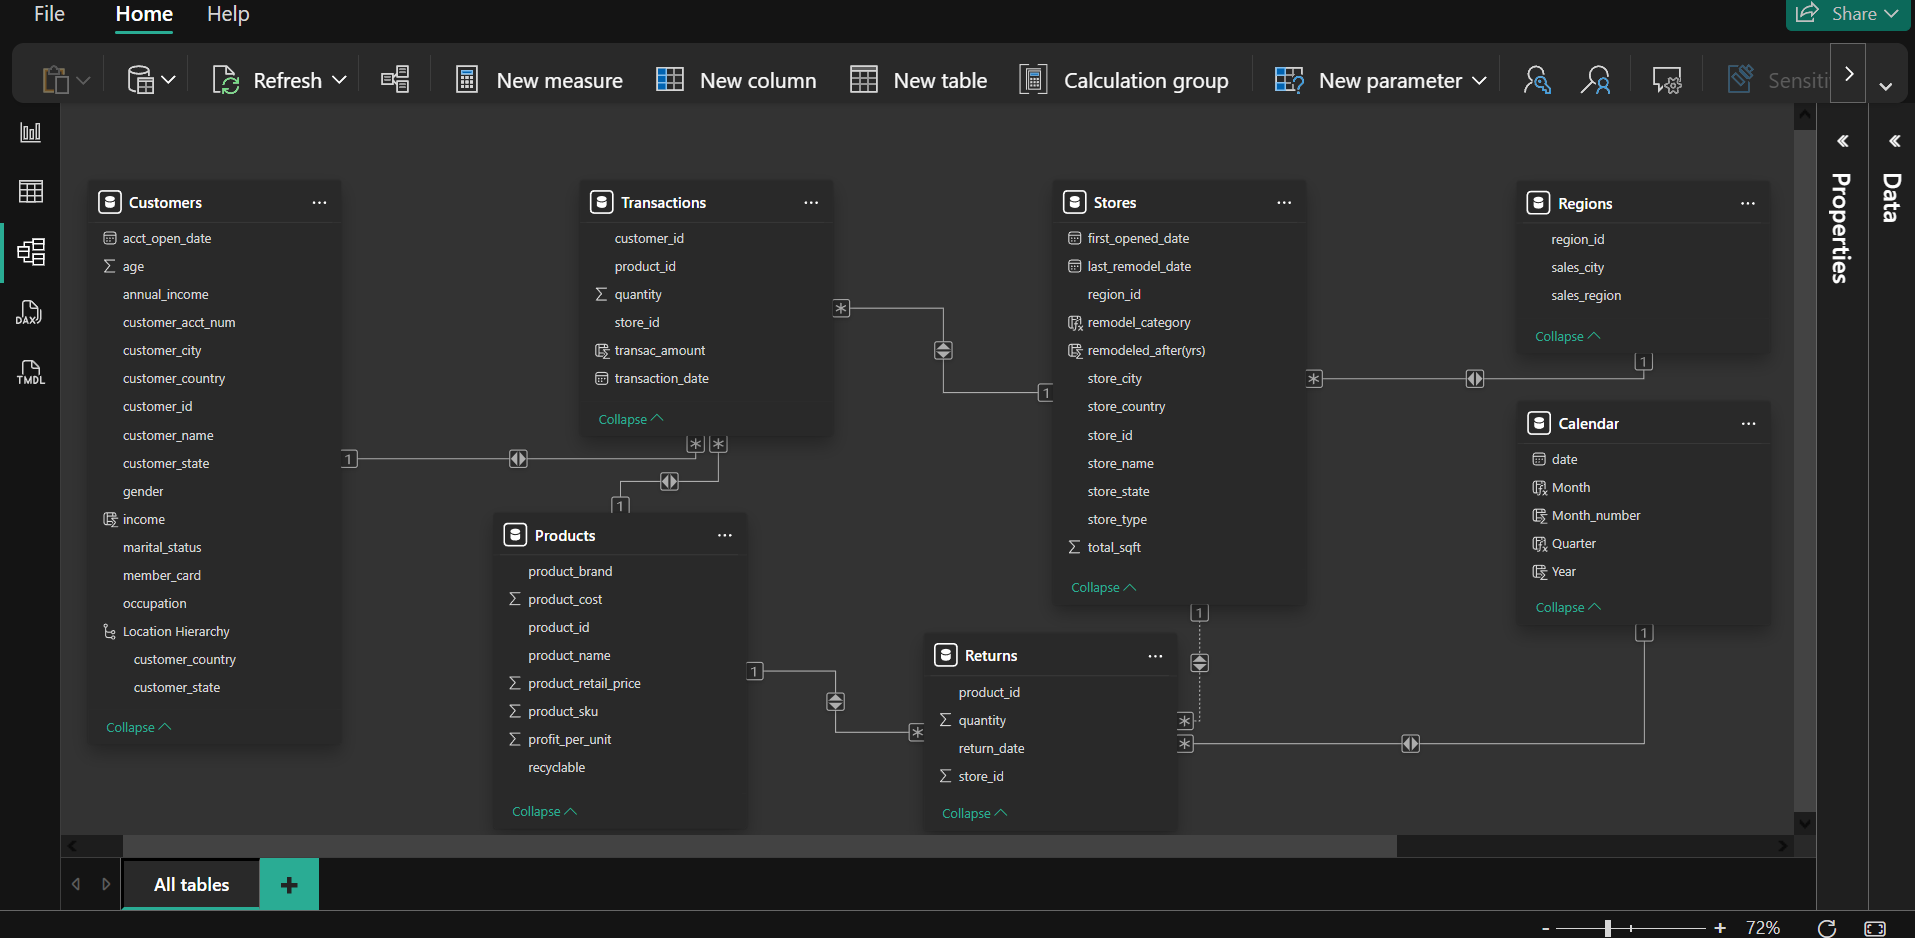 File
Home
Help
Share
Refresh
New measure
New column
New table
Calculation group
New parameter
Sensiti
DAX
TMDL
Customers
acct_open_date
age
annual_income
customer_acct_num
customer_city
customer_country
customer_id
customer_name
customer_state
gender
income
marital_status
member_card
occupation
Location Hierarchy
customer_country
customer_state
Collapse
Transactions
customer_id
product_id
quantity
store_id
transac_amount
transaction_date
Collapse
Products
product_brand
product_cost
product_id
product_name
product_retail_price
product_sku
profit_per_unit
recyclable
Collapse
Stores
first_opened_date
last_remodel_date
region_id
remodel_category
remodeled_after(yrs)
store_city
store_country
store_id
store_name
store_state
store_type
total_sqft
Collapse
Returns
product_id
quantity
return_date
store_id
Collapse
Regions
region_id
sales_city
sales_region
Collapse
Calendar
date
Month
Month_number
Quarter
Year
Collapse
1
*
*
1
*
1
1
*
*
1
1
*
*
1
Properties
Data
All tables
+
- + 72%